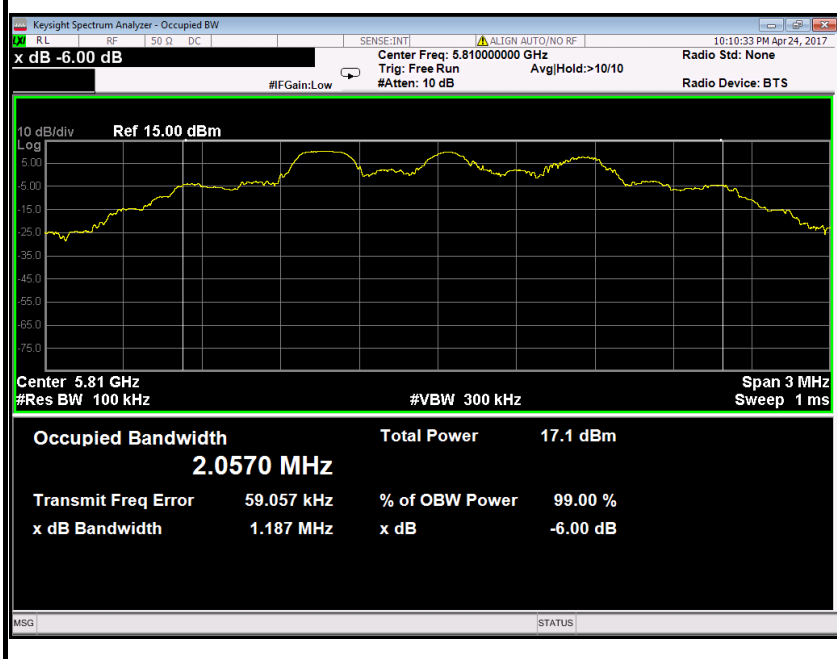 Keysight Spectrum Analyzer - Occupied BW
LXI RL RF 50 Ω DC SENSE:INT ALIGN AUTO/NO RF 10:10:33 PM Apr 24, 2017
x dB -6.00 dB
Center Freq: 5.810000000 GHz
Radio Std: None
Trig: Free Run Avg|Hold:>10/10
#IFGain:Low
#Atten: 10 dB
Radio Device: BTS
10 dB/div Ref 15.00 dBm
Log
5.00
-5.00
-15.0
-25.0
-35.0
-45.0
-55.0
-65.0
-75.0
Center 5.81 GHz Span 3 MHz
#Res BW 100 kHz #VBW 300 kHz Sweep 1 ms
Occupied Bandwidth Total Power 17.1 dBm
2.0570 MHz
Transmit Freq Error 59.057 kHz % of OBW Power 99.00 %
x dB Bandwidth 1.187 MHz x dB -6.00 dB
MSG STATUS